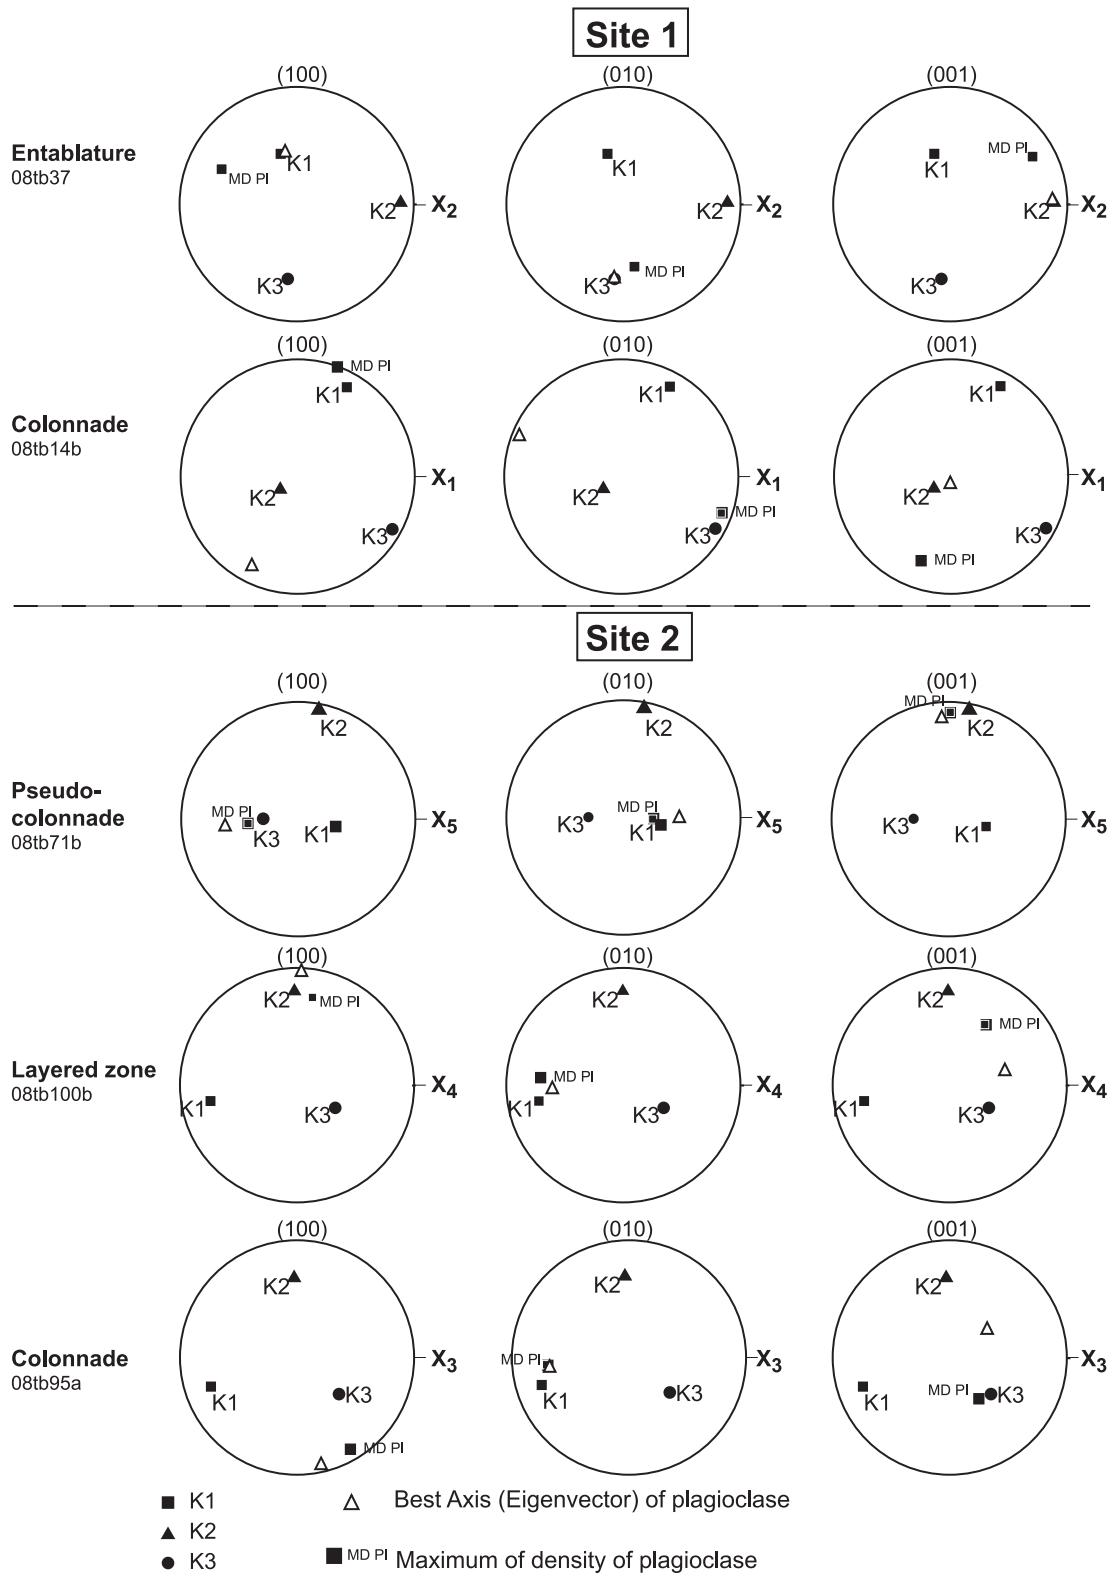 Site 1
(100) (010) (001)
Entablature
08tb37
K1 MD Pl K2 K3 X2
K1 K2 K3 MD Pl X2
K1 MD Pl K2 K3 X2
(100) (010) (001)
Colonnade
08tb14b
MD Pl K1 K2 K3 X1
K1 K2 MD Pl K3 X1
K1 K2 K3 MD Pl X1
Site 2
(100) (010) (001)
Pseudo-
colonnade
08tb71b
K2 MD Pl K3 K1 X5
K2 MD Pl K3 K1 X5
MD Pl K2 K3 K1 X5
(100) (010) (001)
Layered zone
08tb100b
K2 MD Pl K1 K3 X4
K2 MD Pl K1 K3 X4
K2 MD Pl K1 K3 X4
(100) (010) (001)
Colonnade
08tb95a
K2 K1 K3 MD Pl X3
K2 MD Pl K1 K3 X3
K2 K1 MD Pl K3 X3
K1 Best Axis (Eigenvector) of plagioclase
K2
K3 MD Pl Maximum of density of plagioclase